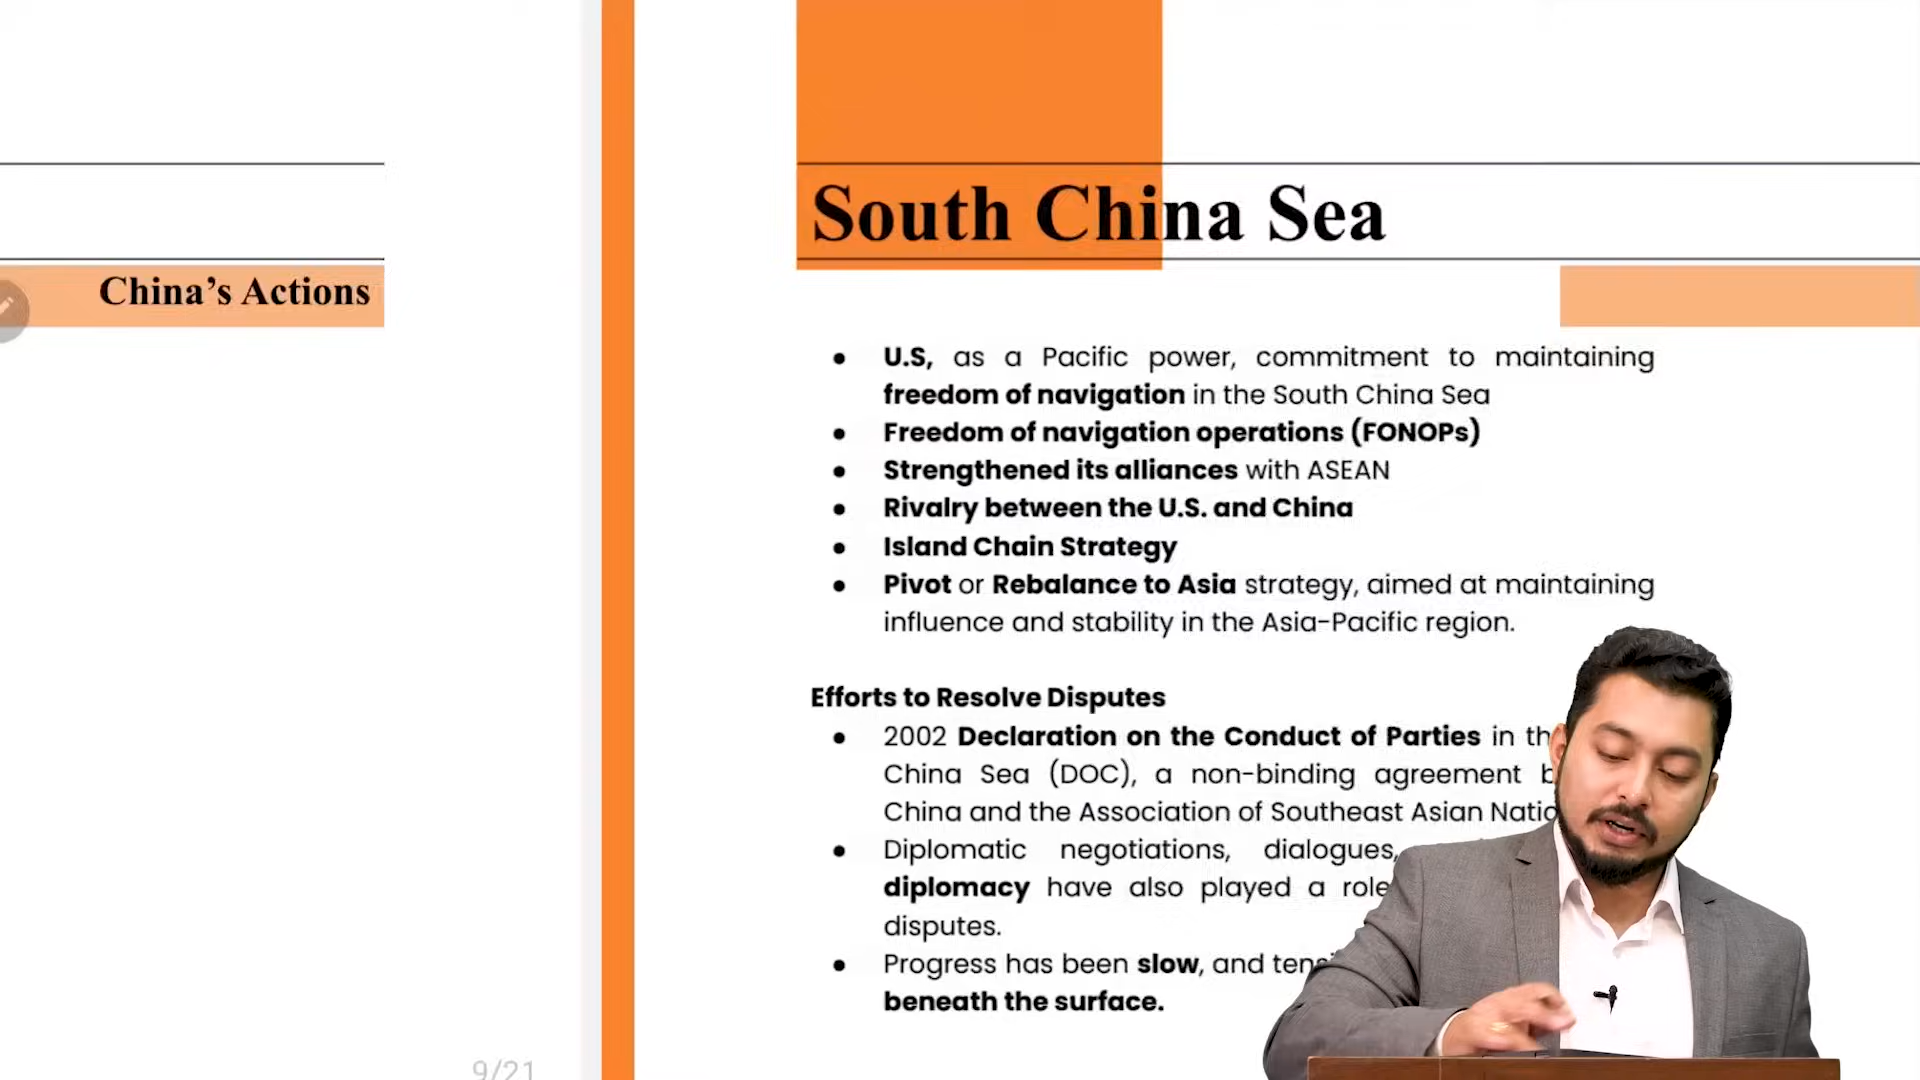 China's Actions
9/21
South China Sea
● U.S, as a Pacific power, commitment to maintaining
freedom of navigation in the South China Sea
● Freedom of navigation operations (FONOPs)
● Strengthened its alliances with ASEAN
● Rivalry between the U.S. and China
● Island Chain Strategy
● Pivot or Rebalance to Asia strategy, aimed at maintaining
influence and stability in the Asia-Pacific region.
Efforts to Resolve Disputes
● 2002 Declaration on the Conduct of Parties in
China Sea (DOC), a non-binding agreement
China and the Association of Southeast Asian
● Diplomatic negotiations, dialogues,
diplomacy have also played a role
disputes.
● Progress has been slow, and
beneath the surface.